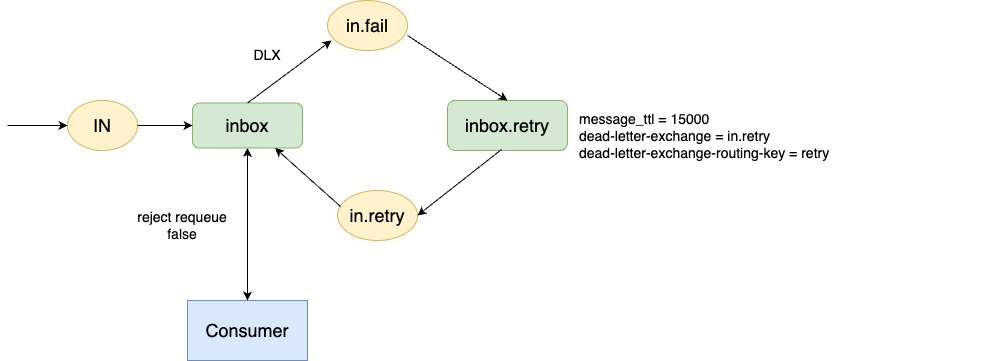 in.fail
DLX
IN
inbox
inbox.retry
message_ttl = 15000
dead-letter-exchange = in.retry
dead-letter-exchange-routing-key = retry
in.retry
reject requeue
false
Consumer